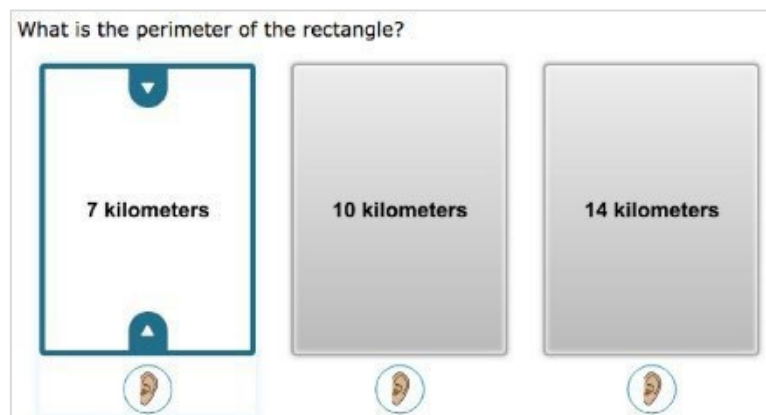 What is the perimeter of the rectangle?
7 kilometers
10 kilometers
14 kilometers